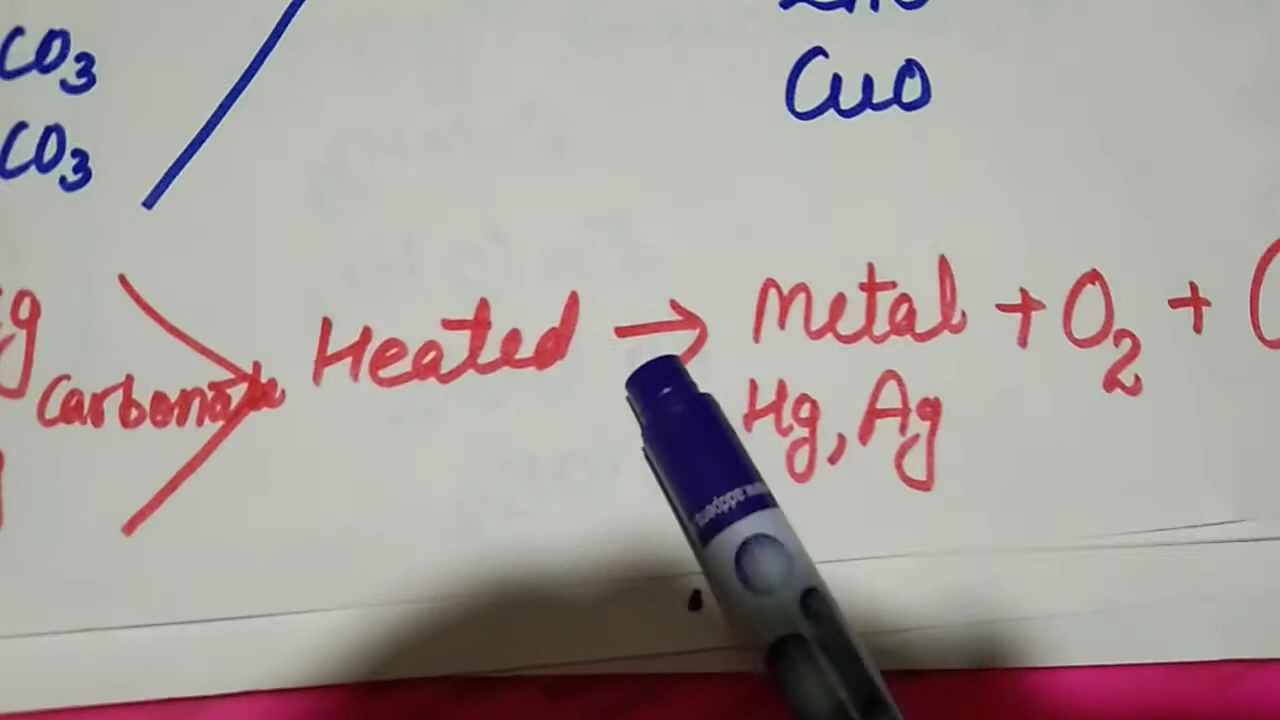 CO3
CuO
CO3
Carbonate Heated → Metal + O2 +
Hg, Ag